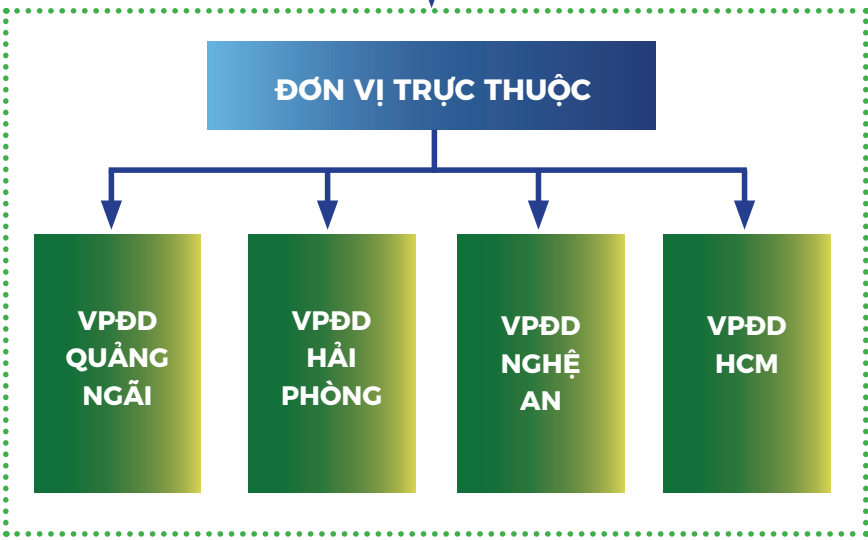 ĐƠN VỊ TRỰC THUỘC
VPĐD
QUẢNG
NGÃI
VPĐD
HẢI
PHÒNG
VPĐD
NGHỆ
AN
VPĐD
HCM